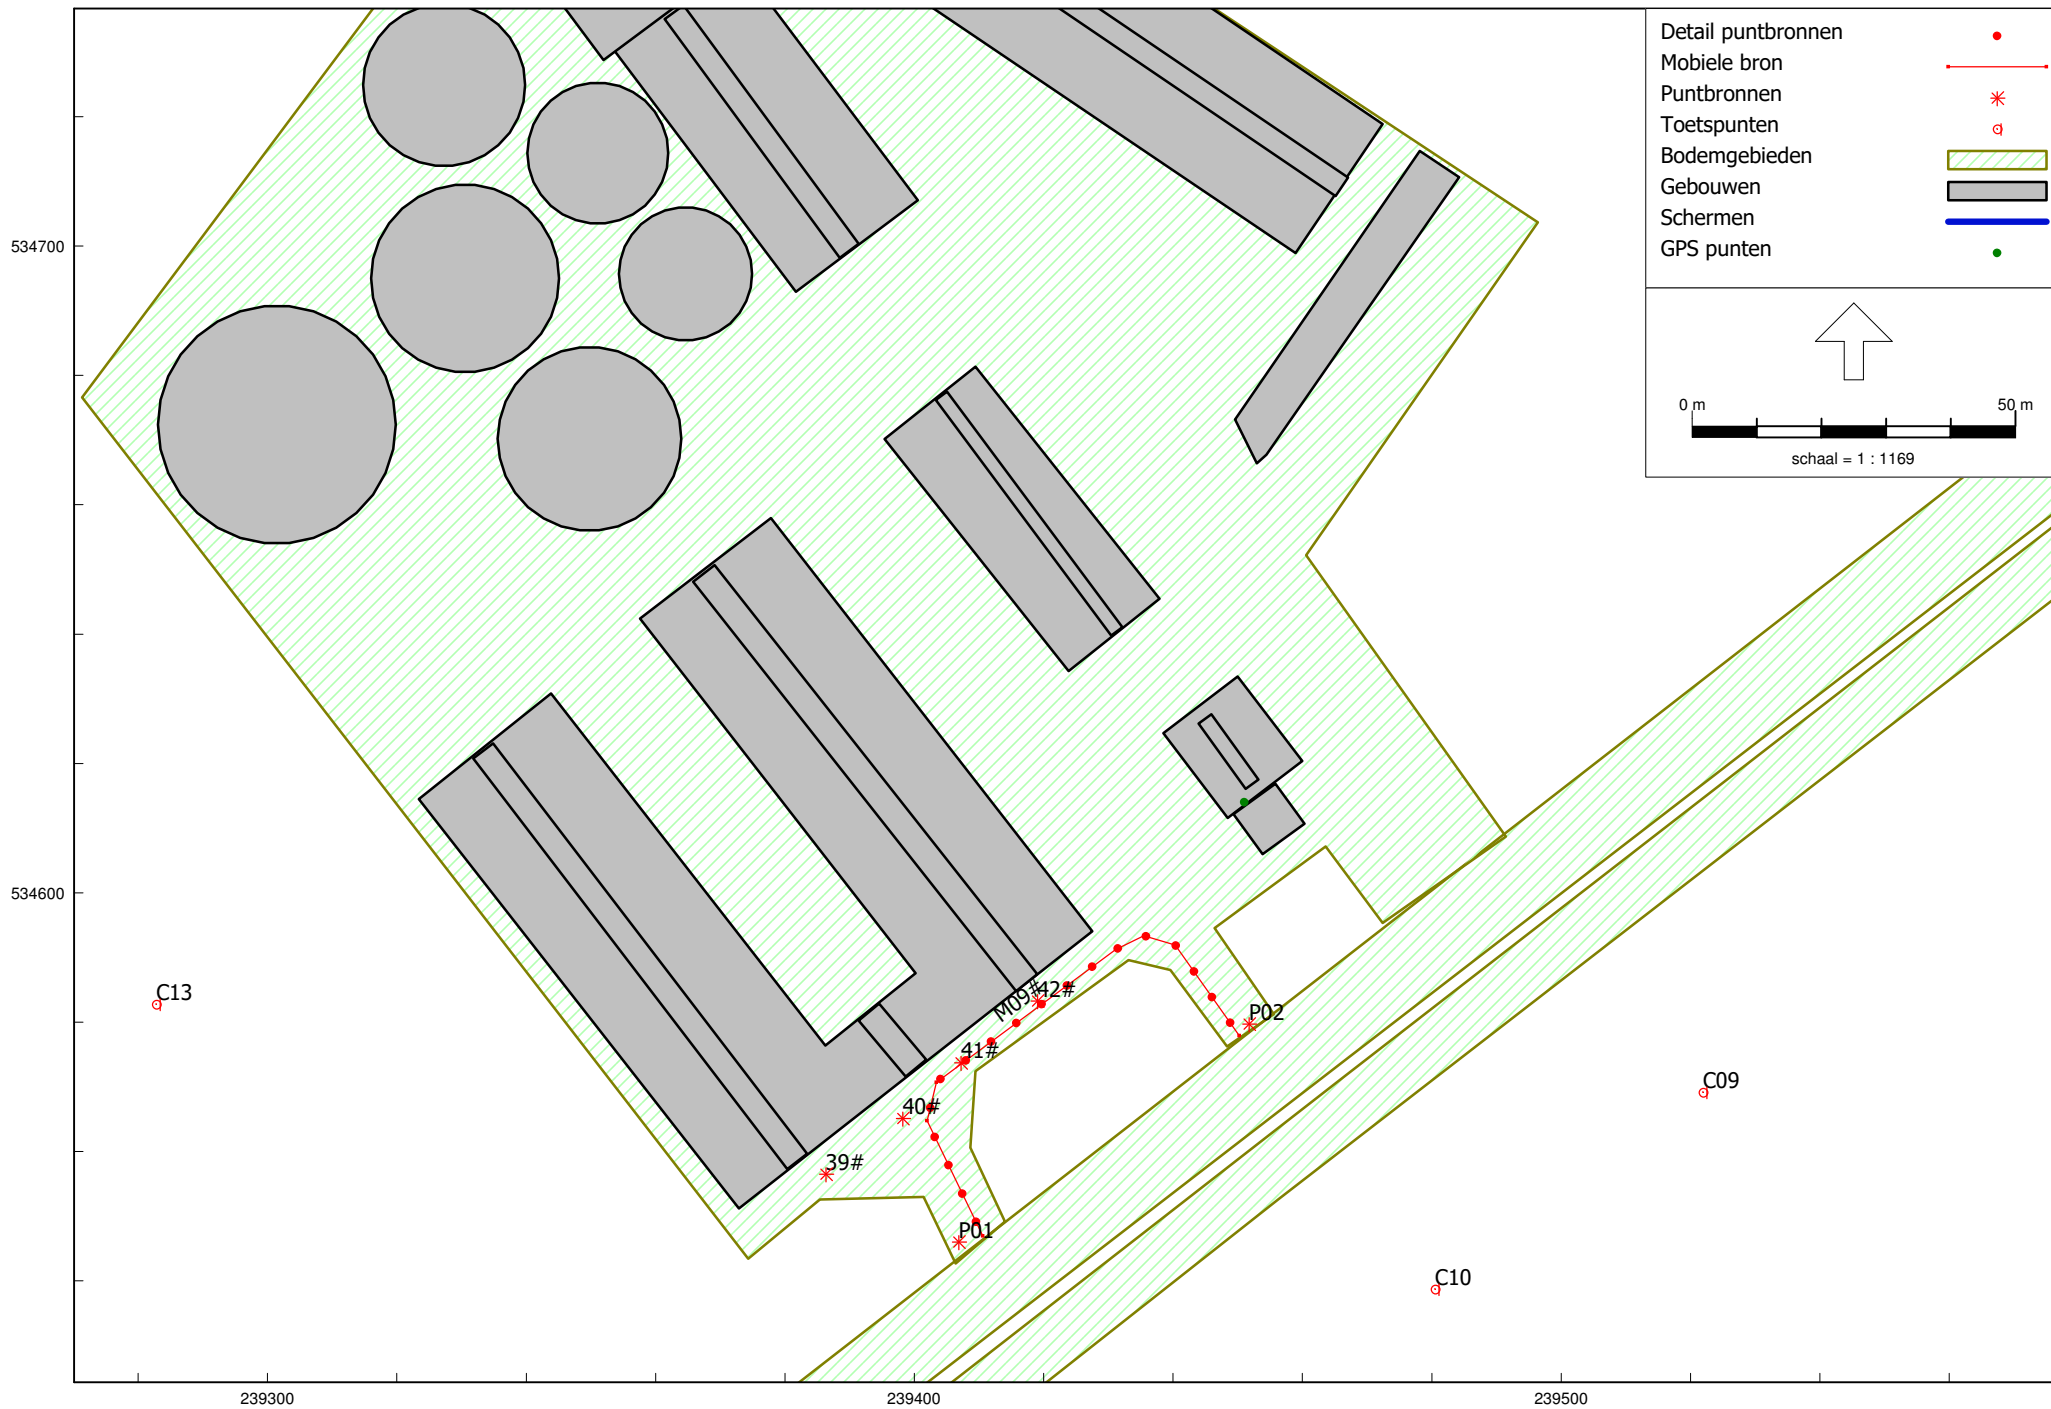 Detail puntbronnen
Mobiele bron
Puntbronnen
Toetspunten
Bodemgebieden
Gebouwen
Schermen
GPS punten
0 m 50 m
schaal = 1 : 1169
534700
534600
C13
M09#
42#
P02
41#
40#
C09
39#
P01
C10
239300 239400 239500